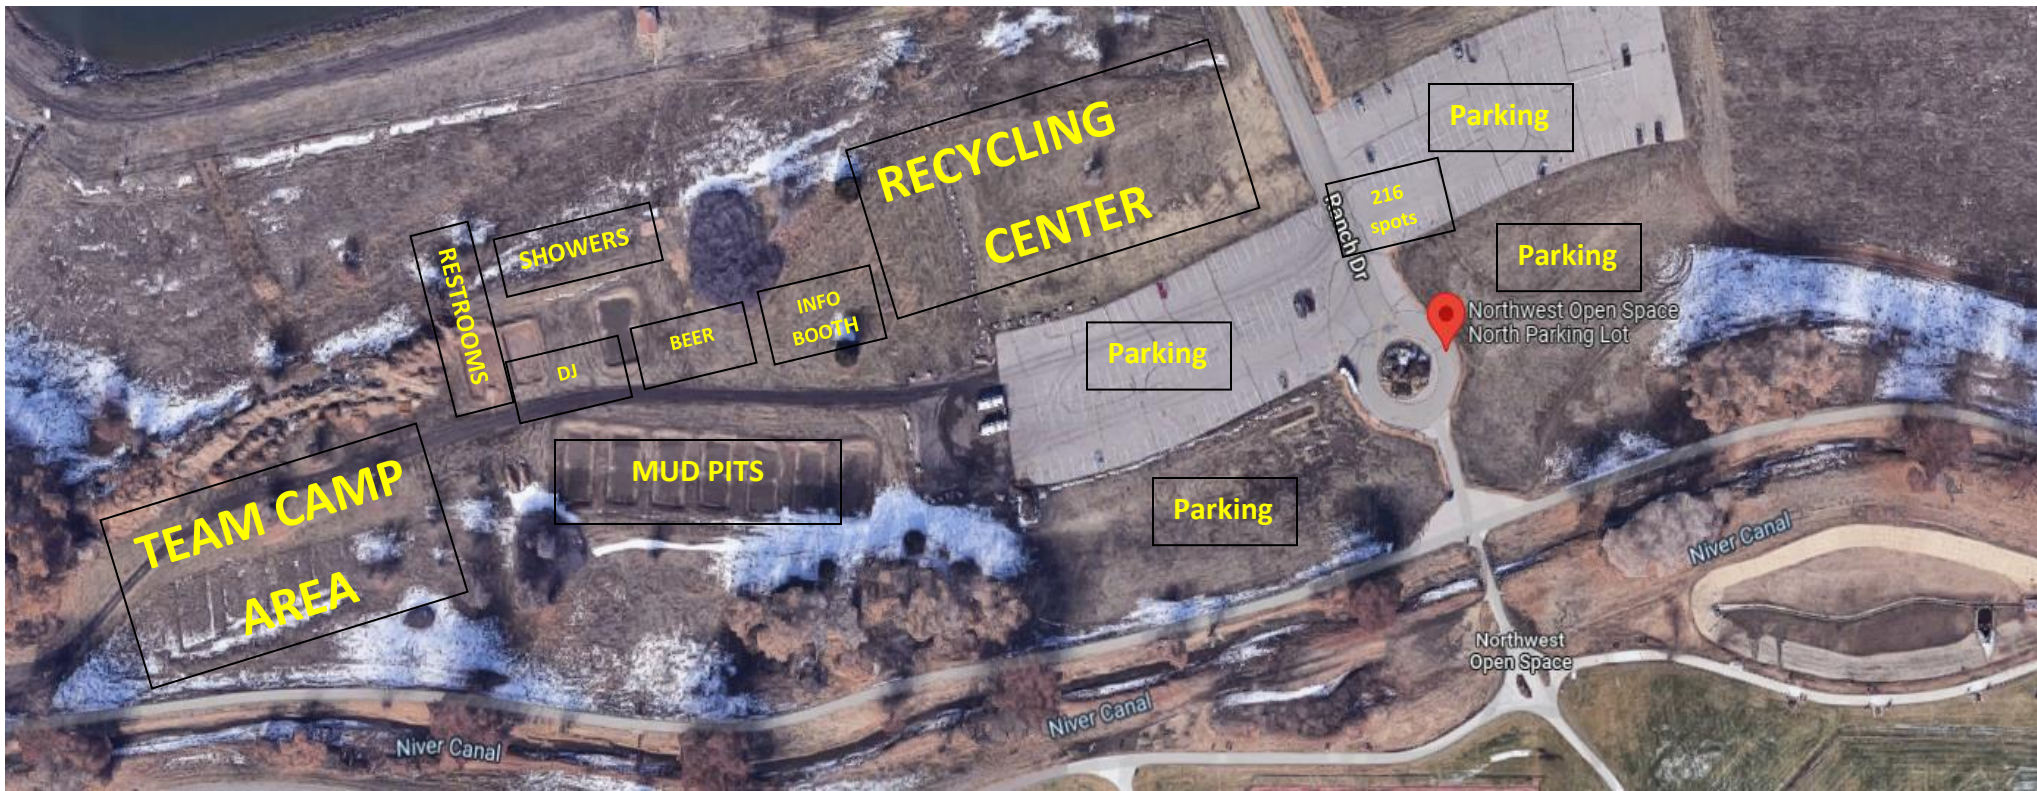 RECYCLING
CENTER
Parking
216
spots
Ranch Dr
Parking
Northwest Open Space
North Parking Lot
RESTROOMS
SHOWERS
INFO
BOOTH
BEER
DJ
Parking
TEAM CAMP
AREA
MUD PITS
Parking
Niver Canal
Northwest
Open Space
Niver Canal
Niver Canal